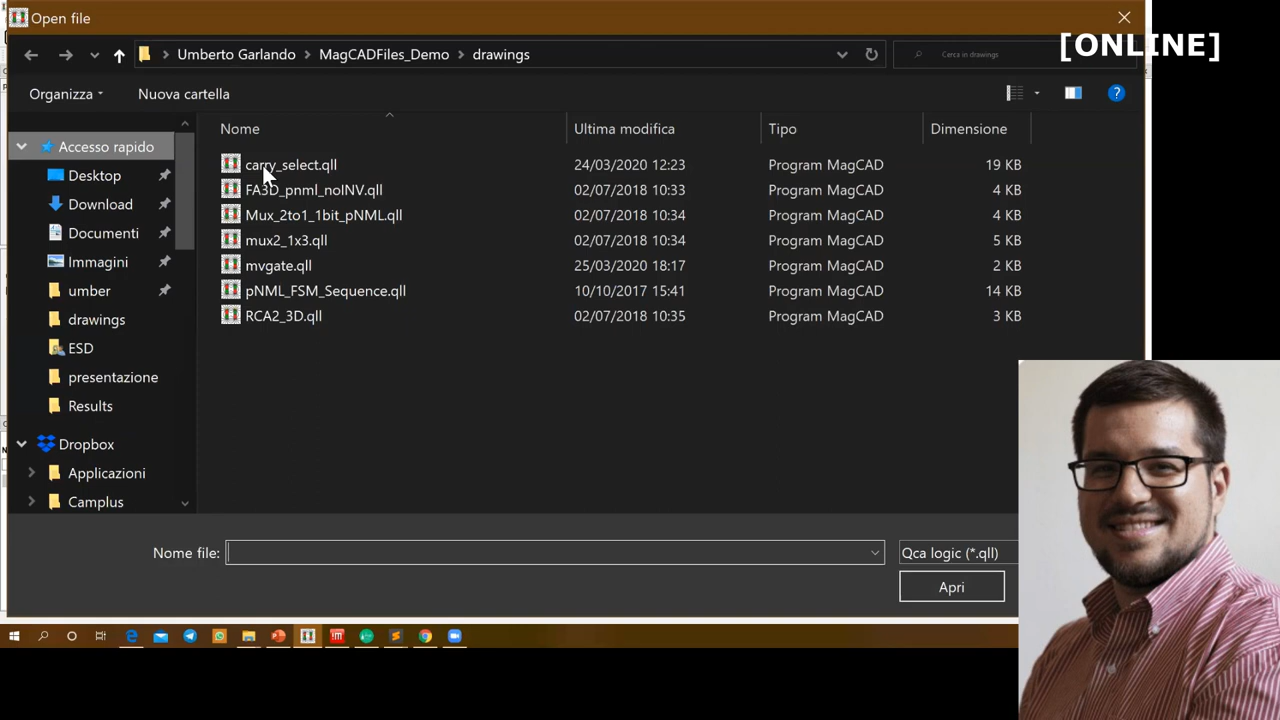 Open file
[ONLINE]
Umberto Garlando MagCADFiles_Demo drawings Cerca in drawings
Organizza Nuova cartella
Nome Ultima modifica Tipo Dimensione
Accesso rapido
Desktop
Download
Documenti
Immagini
umber
drawings
ESD
presentazione
Results
Dropbox
Applicazioni
Camplus
carry_select.qll 24/03/2020 12:23 Program MagCAD 19 KB
FA3D_pnml_noINV.qll 02/07/2018 10:33 Program MagCAD 4 KB
Mux_2to1_1bit_pNML.qll 02/07/2018 10:34 Program MagCAD 4 KB
mux2_1x3.qll 02/07/2018 10:34 Program MagCAD 5 KB
mvgate.qll 25/03/2020 18:17 Program MagCAD 2 KB
pNML_FSM_Sequence.qll 10/10/2017 15:41 Program MagCAD 14 KB
RCA2_3D.qll 02/07/2018 10:35 Program MagCAD 3 KB
Nome file: Qca logic (*.qll)
Apri